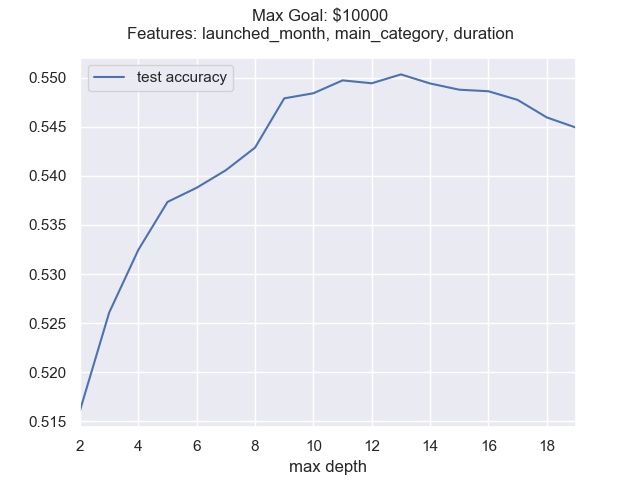 Max Goal: $10000
Features: launched_month, main_category, duration
test accuracy
0.550
0.545
0.540
0.535
0.530
0.525
0.520
0.515
2 4 6 8 10 12 14 16 18
max depth